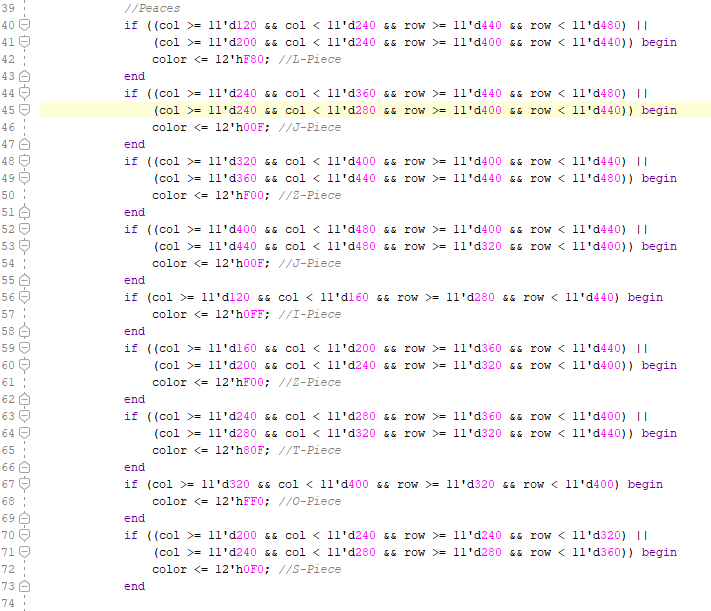 39 //Peaces
40 if ((col >= 11'd120 && col < 11'd240 && row >= 11'd440 && row < 11'd480) ||
41 (col >= 11'd200 && col < 11'd240 && row >= 11'd400 && row < 11'd440)) begin
42 color <= 12'hF80; //L-Piece
43 end
44 if ((col >= 11'd240 && col < 11'd360 && row >= 11'd440 && row < 11'd480) ||
45 (col >= 11'd240 && col < 11'd280 && row >= 11'd400 && row < 11'd440)) begin
46 color <= 12'h00F; //J-Piece
47 end
48 if ((col >= 11'd320 && col < 11'd400 && row >= 11'd400 && row < 11'd440) ||
49 (col >= 11'd360 && col < 11'd440 && row >= 11'd440 && row < 11'd480)) begin
50 color <= 12'hF00; //Z-Piece
51 end
52 if ((col >= 11'd400 && col < 11'd480 && row >= 11'd400 && row < 11'd440) ||
53 (col >= 11'd440 && col < 11'd480 && row >= 11'd320 && row < 11'd400)) begin
54 color <= 12'h00F; //J-Piece
55 end
56 if (col >= 11'd120 && col < 11'd160 && row >= 11'd280 && row < 11'd440) begin
57 color <= 12'h0FF; //I-Piece
58 end
59 if ((col >= 11'd160 && col < 11'd200 && row >= 11'd360 && row < 11'd440) ||
60 (col >= 11'd200 && col < 11'd240 && row >= 11'd320 && row < 11'd400)) begin
61 color <= 12'hF00; //Z-Piece
62 end
63 if ((col >= 11'd240 && col < 11'd280 && row >= 11'd360 && row < 11'd400) ||
64 (col >= 11'd280 && col < 11'd320 && row >= 11'd320 && row < 11'd440)) begin
65 color <= 12'h80F; //T-Piece
66 end
67 if (col >= 11'd320 && col < 11'd400 && row >= 11'd320 && row < 11'd400) begin
68 color <= 12'hFF0; //O-Piece
69 end
70 if ((col >= 11'd200 && col < 11'd240 && row >= 11'd240 && row < 11'd320) ||
71 (col >= 11'd240 && col < 11'd280 && row >= 11'd280 && row < 11'd360)) begin
72 color <= 12'h0F0; //S-Piece
73 end
74